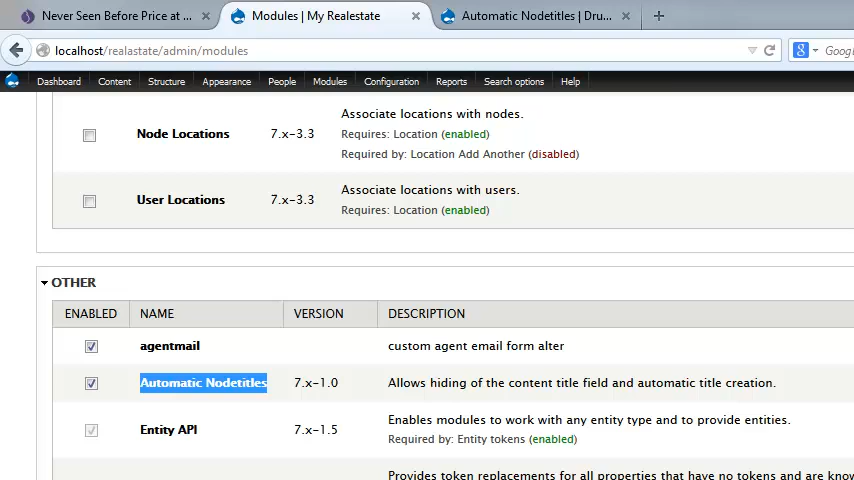 Never Seen Before Price at ...
Modules | My Realestate
Automatic Nodetitles | Dru...
localhost/realastate/admin/modules
Dashboard Content Structure Appearance People Modules Configuration Reports Search options Help
Associate locations with nodes.
Node Locations 7.x-3.3
Requires: Location (enabled)
Required by: Location Add Another (disabled)
Associate locations with users.
User Locations 7.x-3.3
Requires: Location (enabled)
OTHER
ENABLED NAME VERSION DESCRIPTION
agentmail custom agent email form alter
Automatic Nodetitles 7.x-1.0 Allows hiding of the content title field and automatic title creation.
Enables modules to work with any entity type and to provide entities.
Entity API 7.x-1.5
Required by: Entity tokens (enabled)
Provides token replacements for all properties that have no tokens and are